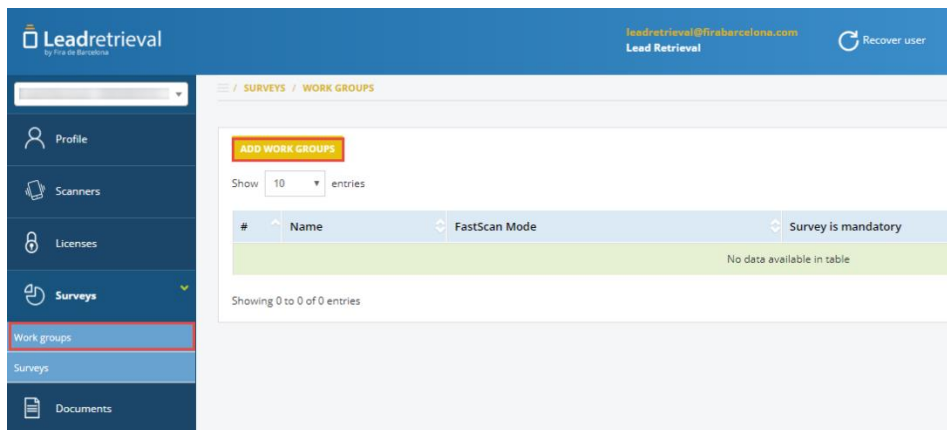 Leadretrieval
by Fira de Barcelona
leadretrieval@firabarcelona.com
Lead Retrieval
Recover user
/ SURVEYS / WORK GROUPS
Profile
Scanners
Licenses
Surveys
Work groups
Surveys
Documents
ADD WORK GROUPS
Show 10 entries
# Name FastScan Mode Survey is mandatory
No data available in table
Showing 0 to 0 of 0 entries